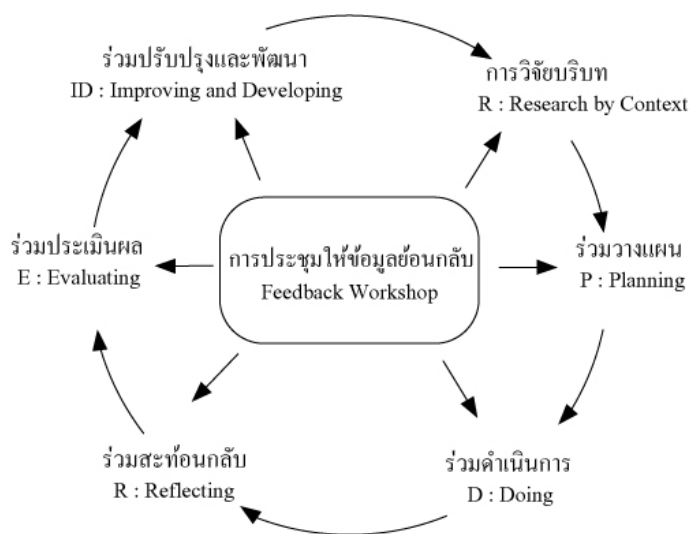 ร่วมปรับปรุงและพัฒนา
ID : Improving and Developing
การวิจัยบริบท
R : Research by Context
ร่วมประเมินผล
E : Evaluating
การประชุมให้ข้อมูลย้อนกลับ
Feedback Workshop
ร่วมวางแผน
P : Planning
ร่วมสะท้อนกลับ
R : Reflecting
ร่วมดำเนินการ
D : Doing